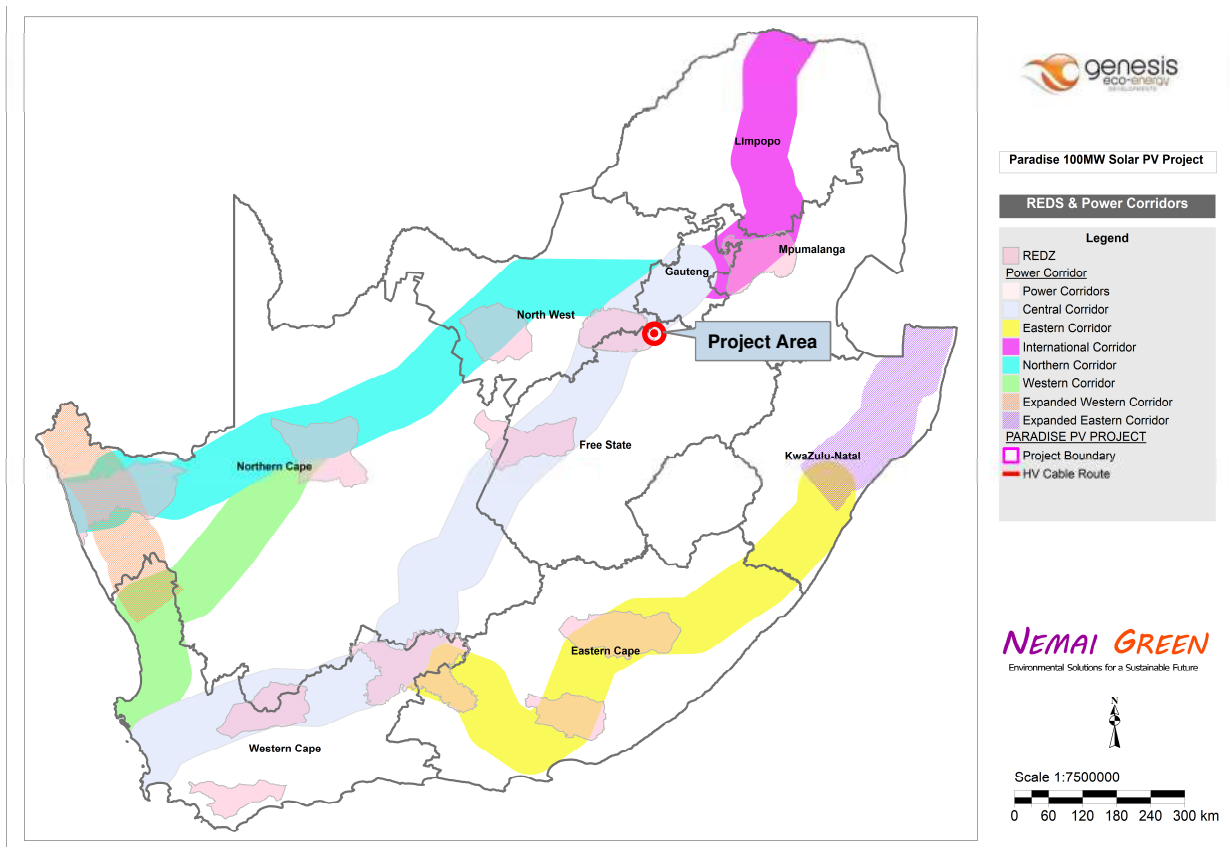 Limpopo
Mpumalanga
Gauteng
North West
Project Area
Free State
Northern Cape
KwaZulu-Natal
Eastern Cape
Western Cape
genesis
eco-energy
DEVELOPMENTS
Paradise 100MW Solar PV Project
REDS & Power Corridors
Legend
REDZ
Power Corridor
Power Corridors
Central Corridor
Eastern Corridor
International Corridor
Northern Corridor
Western Corridor
Expanded Western Corridor
Expanded Eastern Corridor
PARADISE PV PROJECT
Project Boundary
HV Cable Route
NEMAI GREEN
Environmental Solutions for a Sustainable Future
N
Scale 1:7500000
0 60 120 180 240 300 km